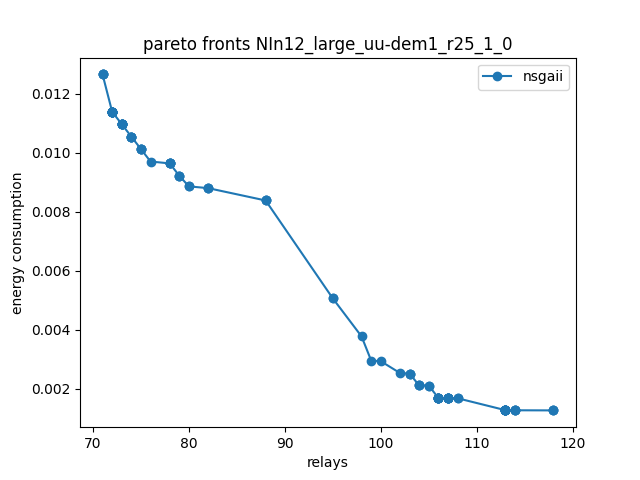 pareto fronts NIn12_large_uu-dem1_r25_1_0
nsgaii
energy consumption
0.012
0.010
0.008
0.006
0.004
0.002
70 80 90 100 110 120
relays